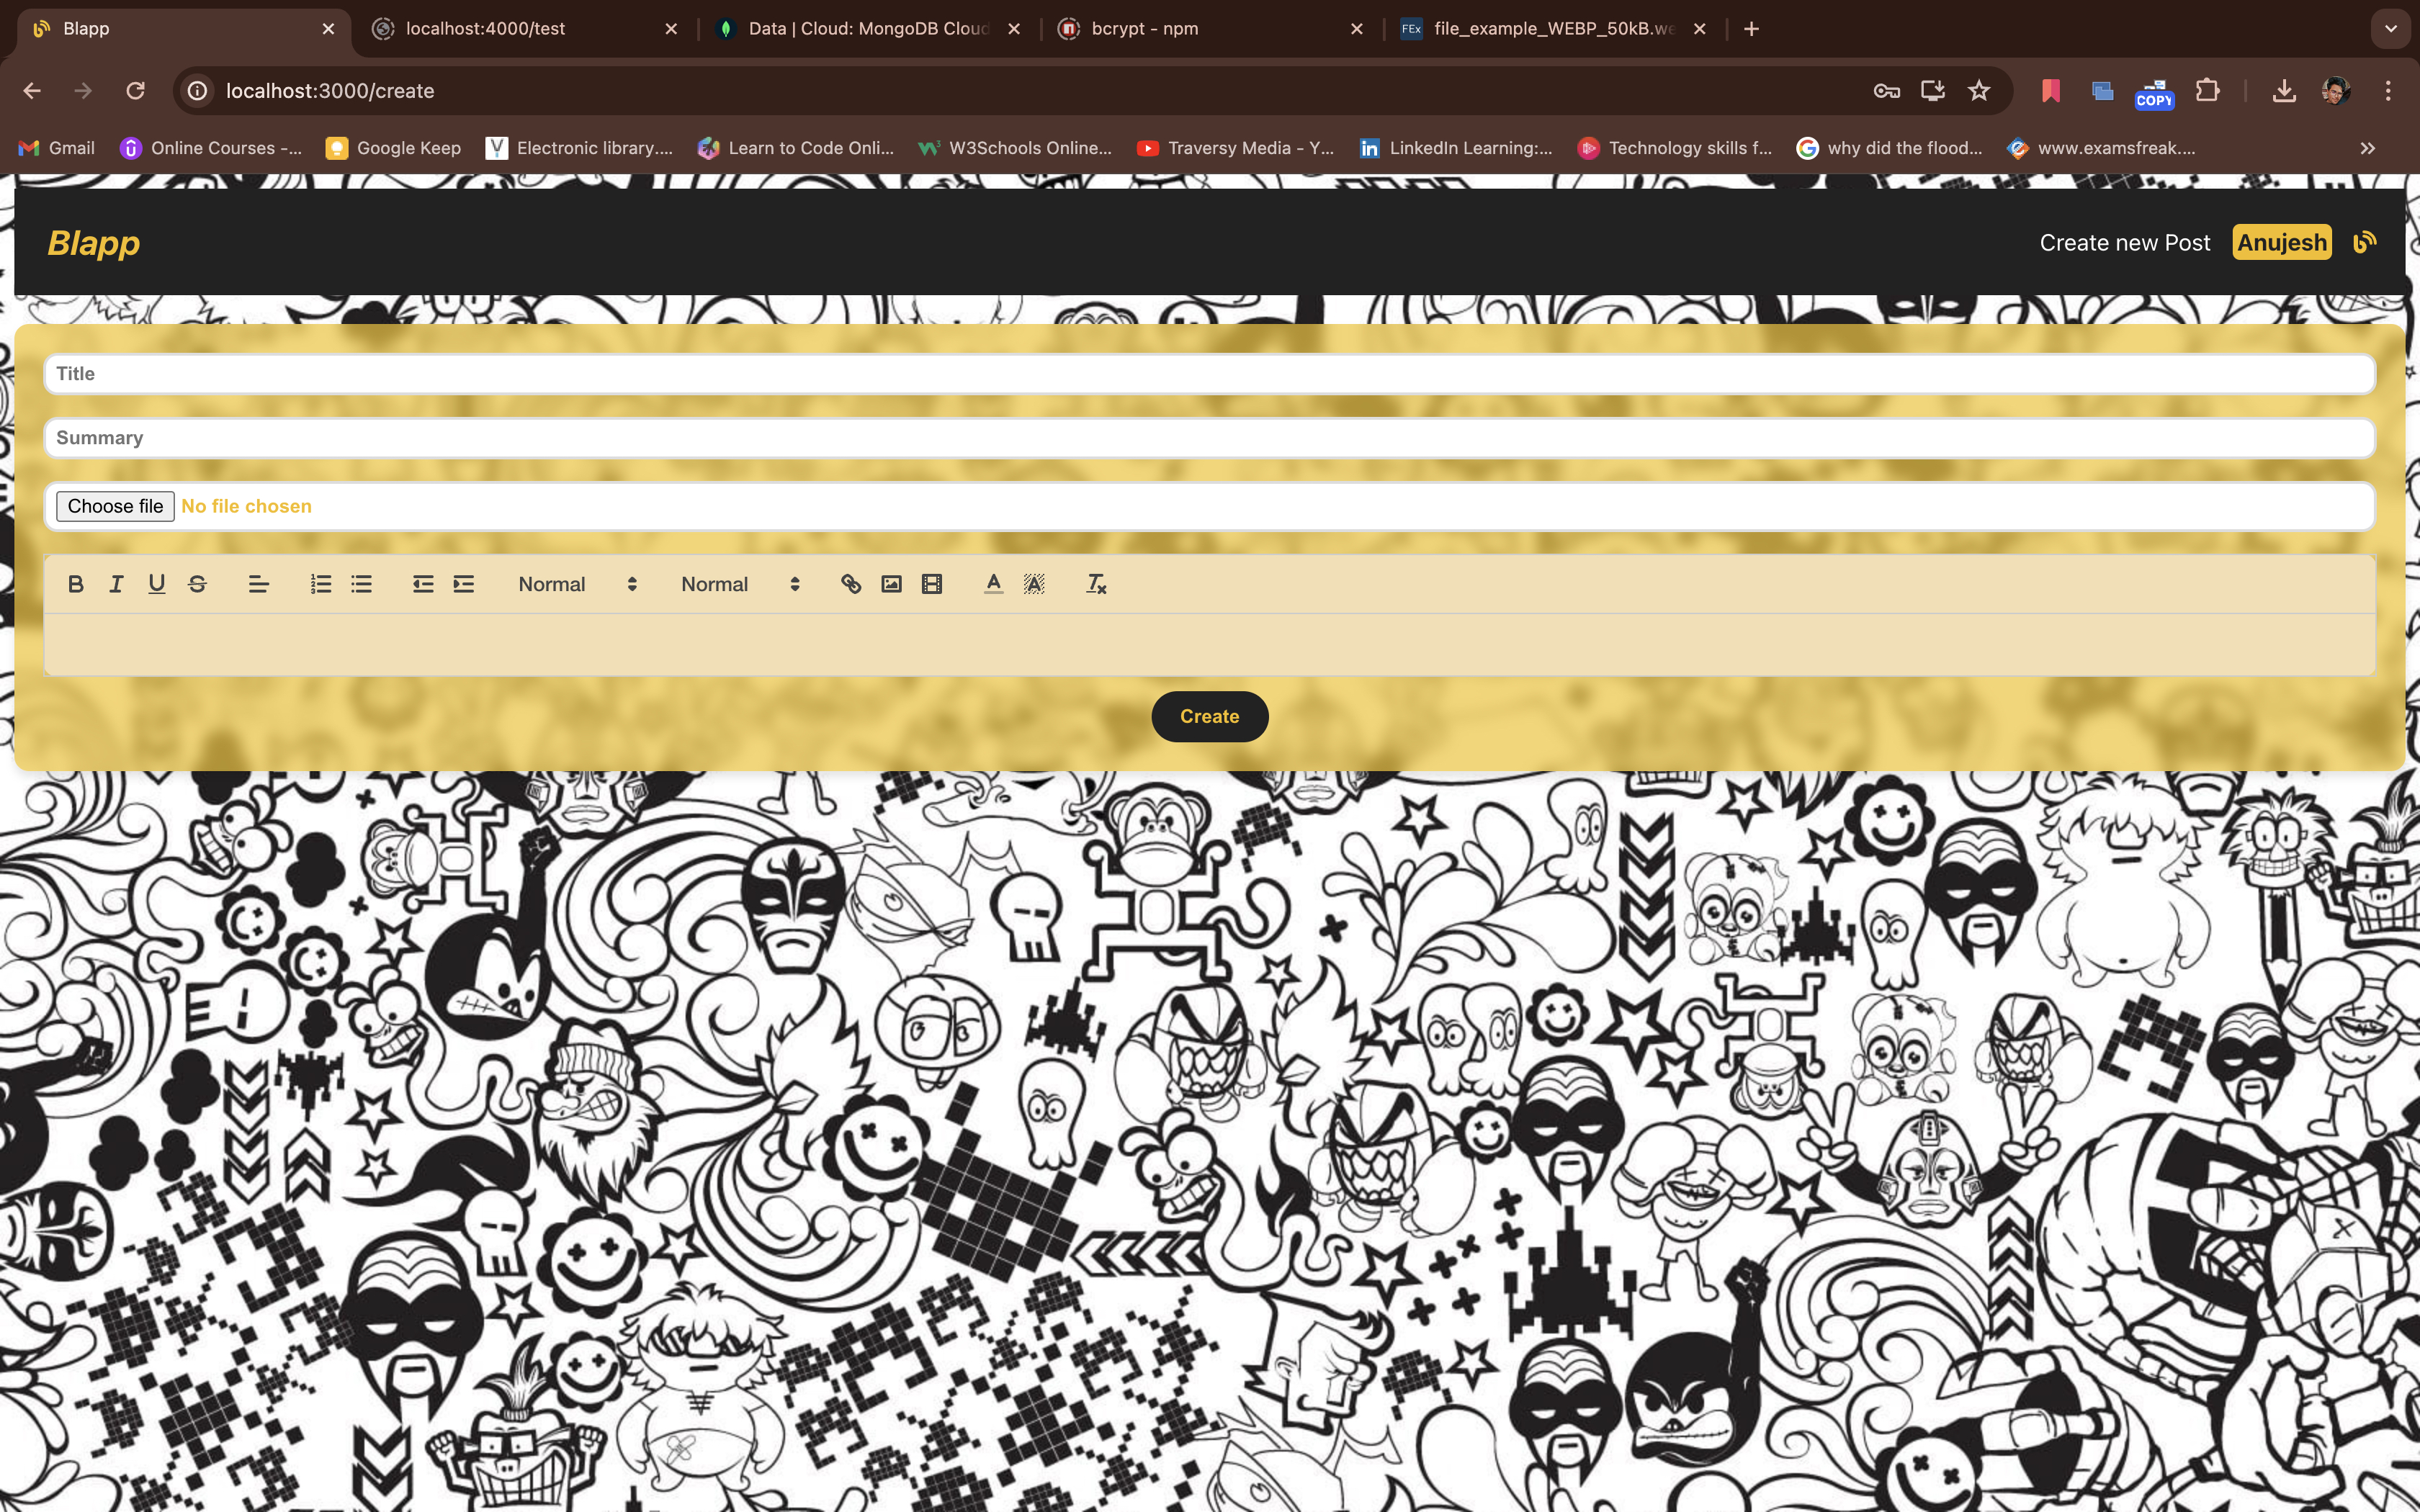 Blapp
localhost:4000/test
Data | Cloud: MongoDB Cloud
bcrypt - npm
FEx file_example_WEBP_50kB.we
localhost:3000/create
COPY
Gmail
Online Courses -...
Google Keep
Electronic library....
Learn to Code Onli...
W3Schools Online...
Traversy Media - Y...
LinkedIn Learning:...
Technology skills f...
why did the flood...
www.examsfreak....
Blapp
Create new Post
Anujesh
Title
Summary
Choose file No file chosen
Normal Normal
Create